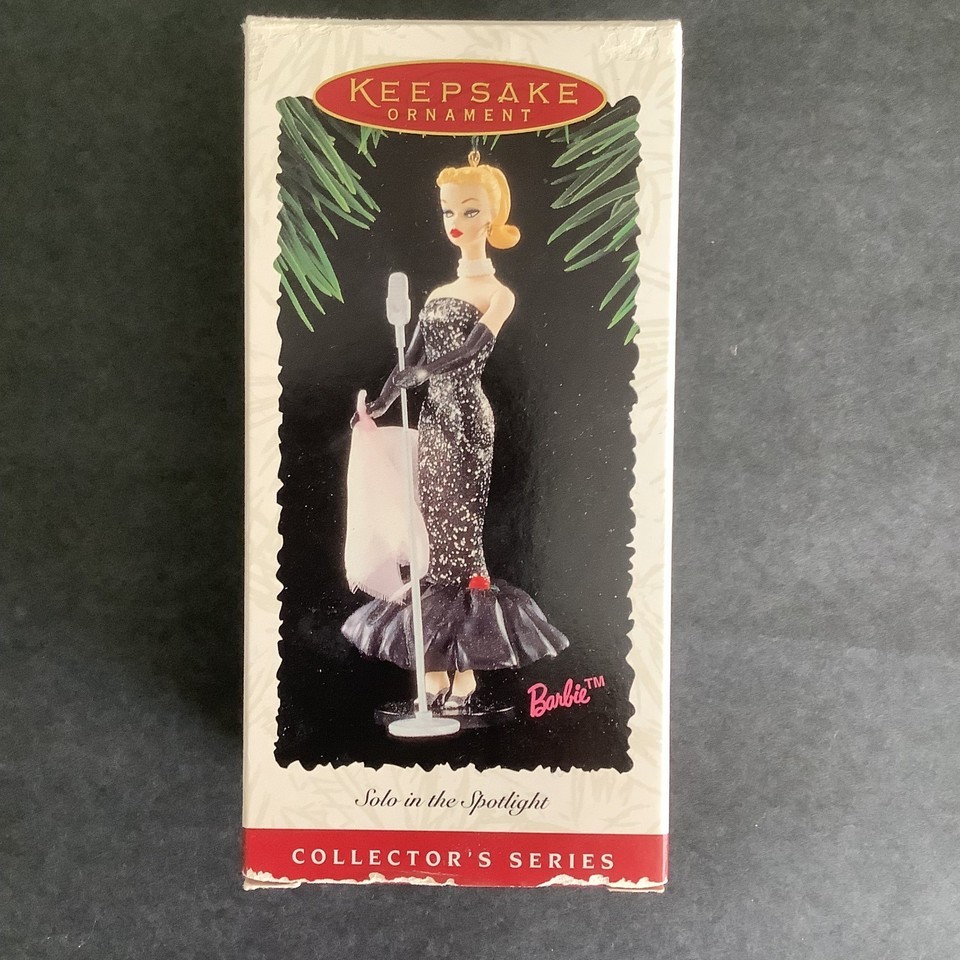 KEEPSAKE
ORNAMENT
Barbie™
Solo in the Spotlight
COLLECTOR'S SERIES